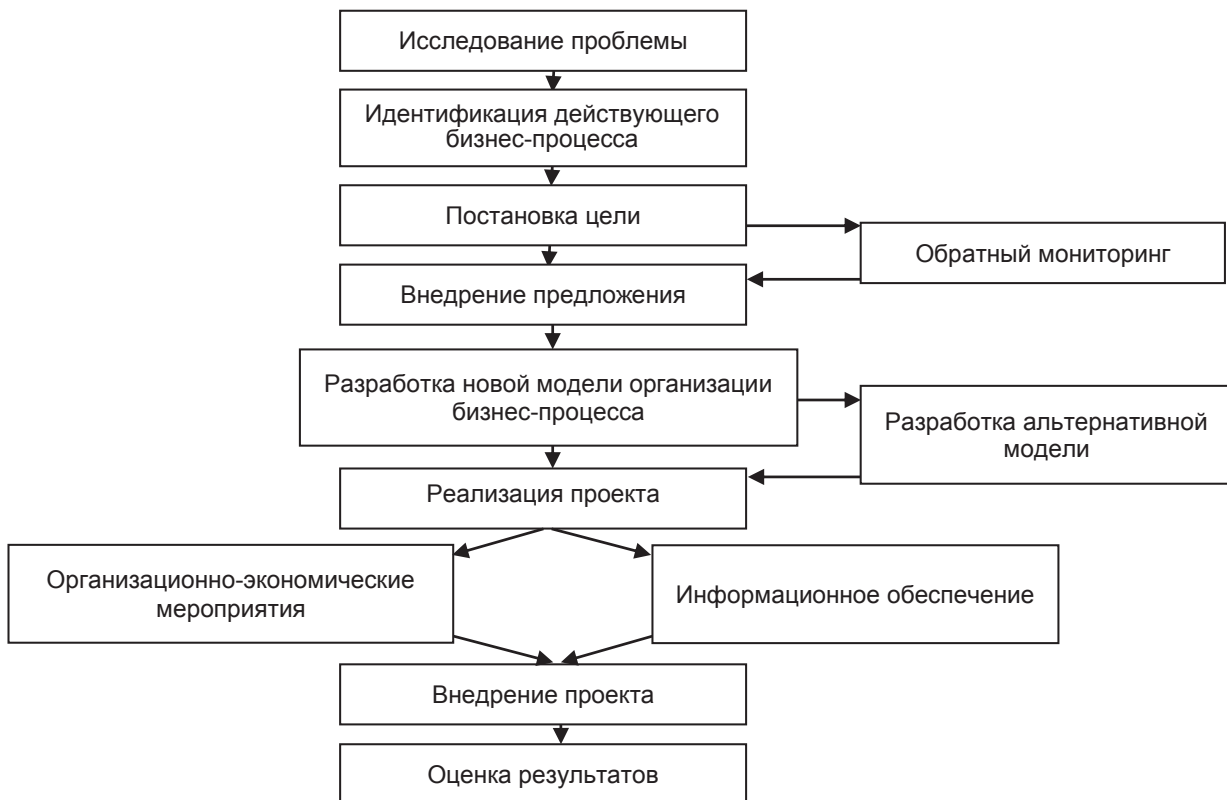 Исследование проблемы
Идентификация действующего
бизнес-процесса
Постановка цели
Обратный мониторинг
Внедрение предложения
Разработка новой модели организации
бизнес-процесса
Разработка альтернативной
модели
Реализация проекта
Организационно-экономические
мероприятия
Информационное обеспечение
Внедрение проекта
Оценка результатов